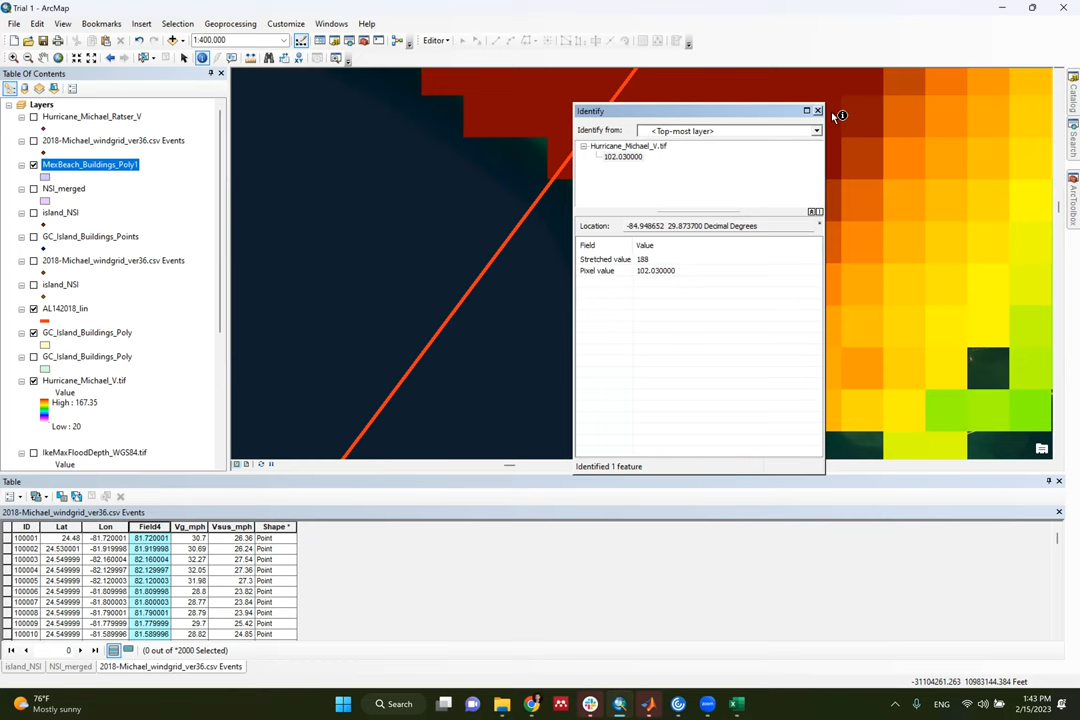 Trial 1 - ArcMap
File Edit View Bookmarks Insert Selection Geoprocessing Customize Windows Help
1:400,000 Editor
Table Of Contents
Layers
Hurricane_Michael_Ratser_V
2018-Michael_windgrid_ver36.csv Events
MexBeach_Buildings_Poly1
NSI_merged
island_NSI
GC_Island_Buildings_Points
2018-Michael_windgrid_ver36.csv Events
island_NSI
AL142018_lin
GC_Island_Buildings_Poly
GC_Island_Buildings_Poly
Hurricane_Michael_V.tif
Value
High : 167.35
Low : 20
IkeMaxFloodDepth_WGS84.tif
Value
Identify
Identify from: <Top-most layer>
Hurricane_Michael_V.tif
102.030000
Location: -84.948652 29.873700 Decimal Degrees
Field Value
Stretched value 188
Pixel value 102.030000
Identified 1 feature
Catalog
Search
ArcToolbox
Table
2018-Michael_windgrid_ver36.csv Events
ID Lat Lon Field4 Vg_mph Vsus_mph Shape *
100001 24.48 -81.720001 81.720001 30.7 26.36 Point
100002 24.530001 -81.919998 81.919998 30.69 26.24 Point
100003 24.549999 -82.160004 82.160004 32.27 27.54 Point
100004 24.549999 -82.129997 82.129997 32.05 27.36 Point
100005 24.549999 -82.120003 82.120003 31.98 27.3 Point
100006 24.549999 -81.809998 81.809998 28.8 23.82 Point
100007 24.549999 -81.800003 81.800003 28.77 23.84 Point
100008 24.549999 -81.790001 81.790001 28.79 23.94 Point
100009 24.549999 -81.779999 81.779999 29.7 25.42 Point
100010 24.549999 -81.589996 81.589996 28.82 24.85 Point
0 (0 out of *2000 Selected)
island_NSI NSI_merged 2018-Michael_windgrid_ver36.csv Events
-31104261.263 10983144.384 Feet
76°F
Mostly sunny
Search
ENG
1:43 PM
2/15/2023